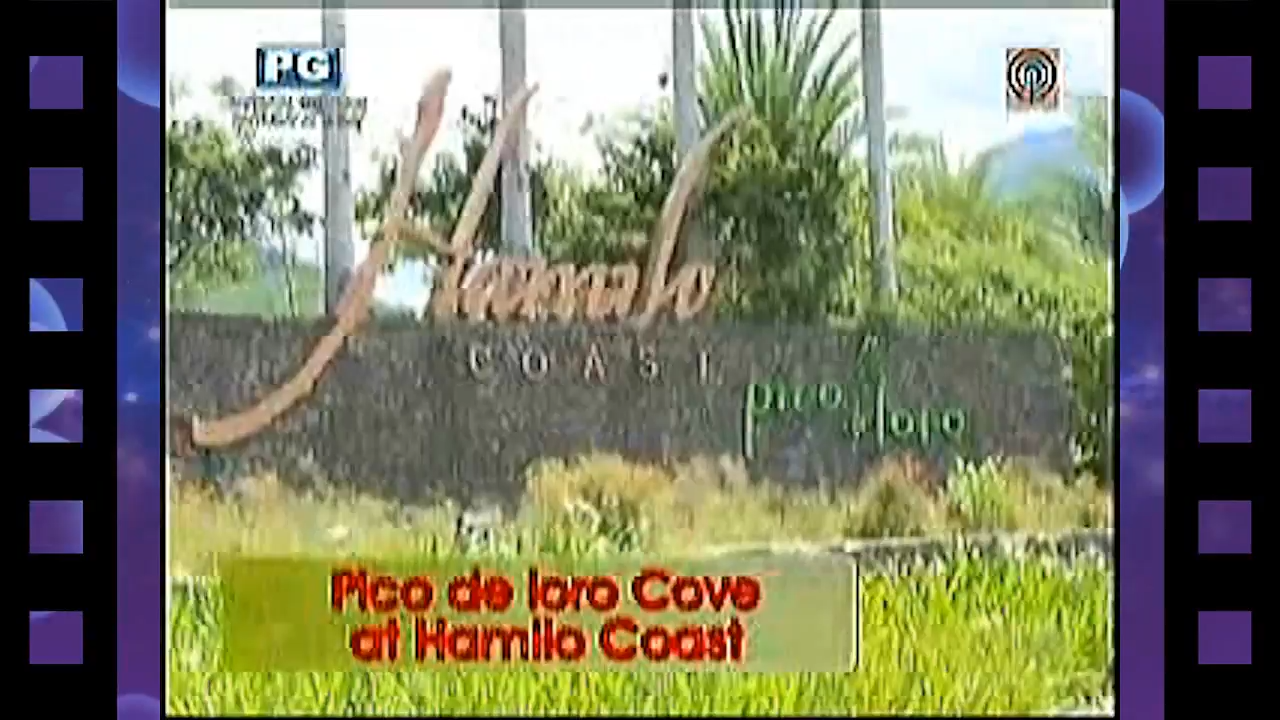 PG
Hamilo
COAST
pico de loro
Pico de loro Cove
at Hamilo Coast